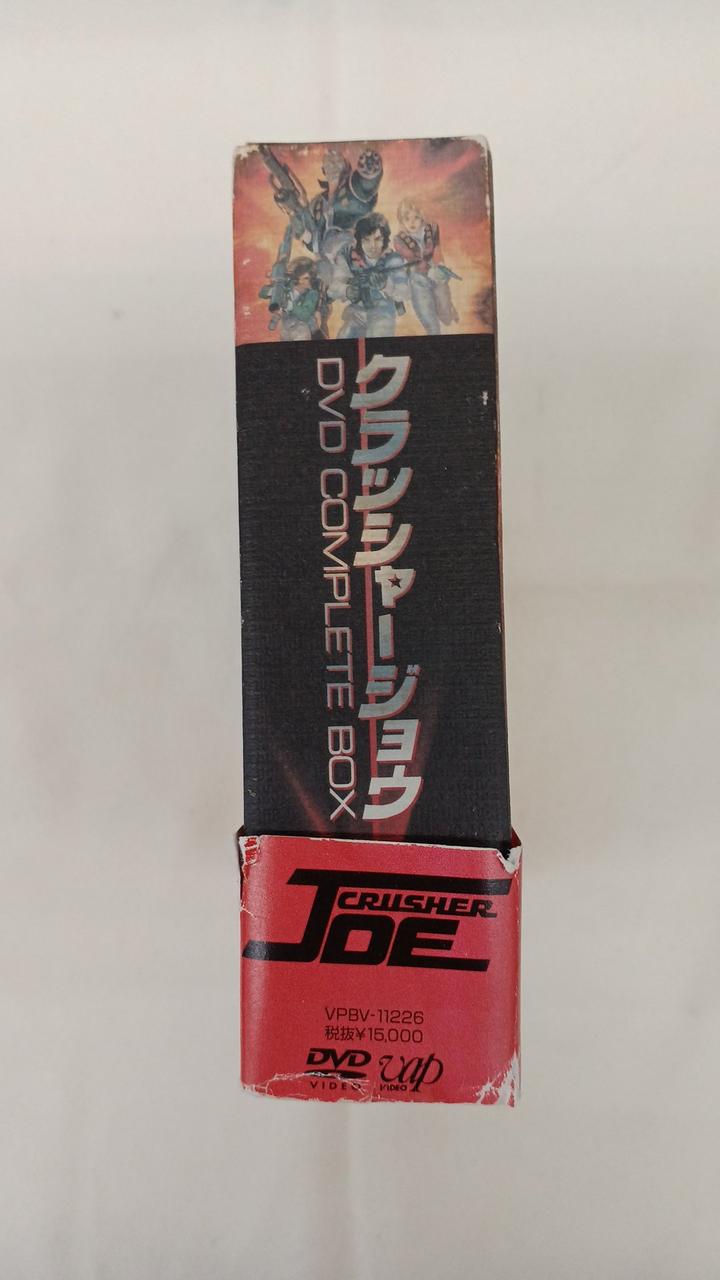 クラッシャージョウ
DVD COMPLETE BOX
CRUSHER
JOE
VPBV-11226
税抜¥15,000
DVD
VIDEO
vap
VIDEO